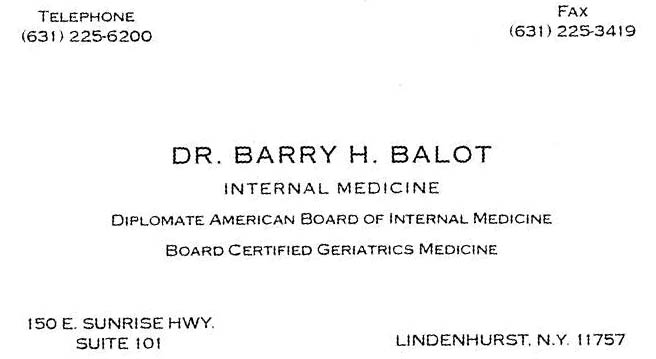 TELEPHONE
(631) 225-6200
FAX
(631) 225-3419
DR. BARRY H. BALOT
INTERNAL MEDICINE
DIPLOMATE AMERICAN BOARD OF INTERNAL MEDICINE
BOARD CERTIFIED GERIATRICS MEDICINE
150 E. SUNRISE HWY.
SUITE 101
LINDENHURST, N.Y. 11757